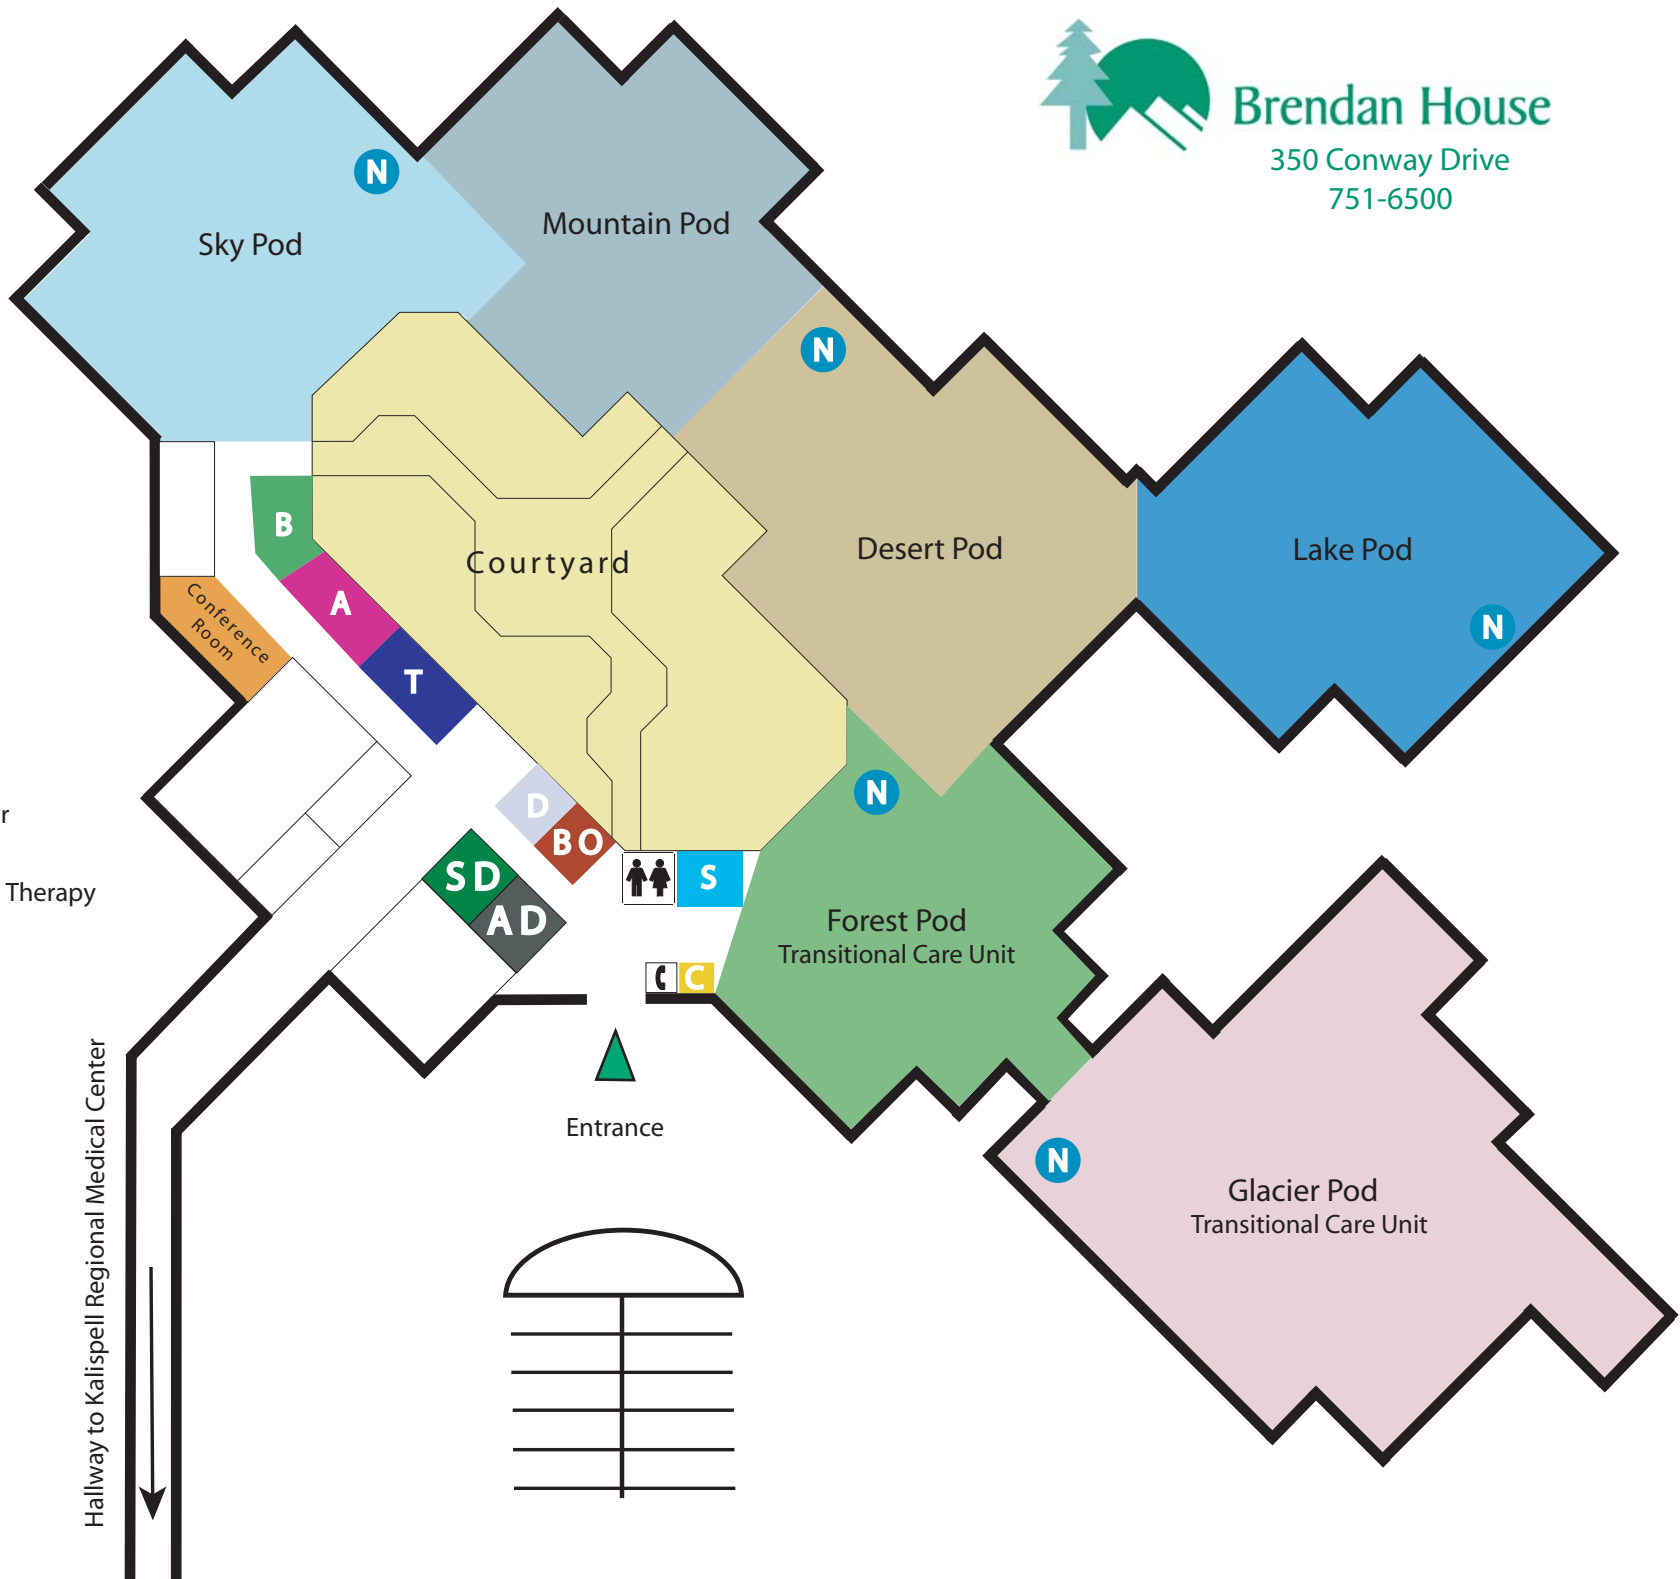 Brendan House
350 Conway Drive
751-6500
N
Sky Pod
Mountain Pod
N
Desert Pod
Lake Pod
N
B
Courtyard
A
Conference
Room
T
N
D
BO
r
SD
S
Therapy
AD
Forest Pod
Transitional Care Unit
C
Entrance
N
Glacier Pod
Transitional Care Unit
Hallway to Kalispell Regional Medical Center